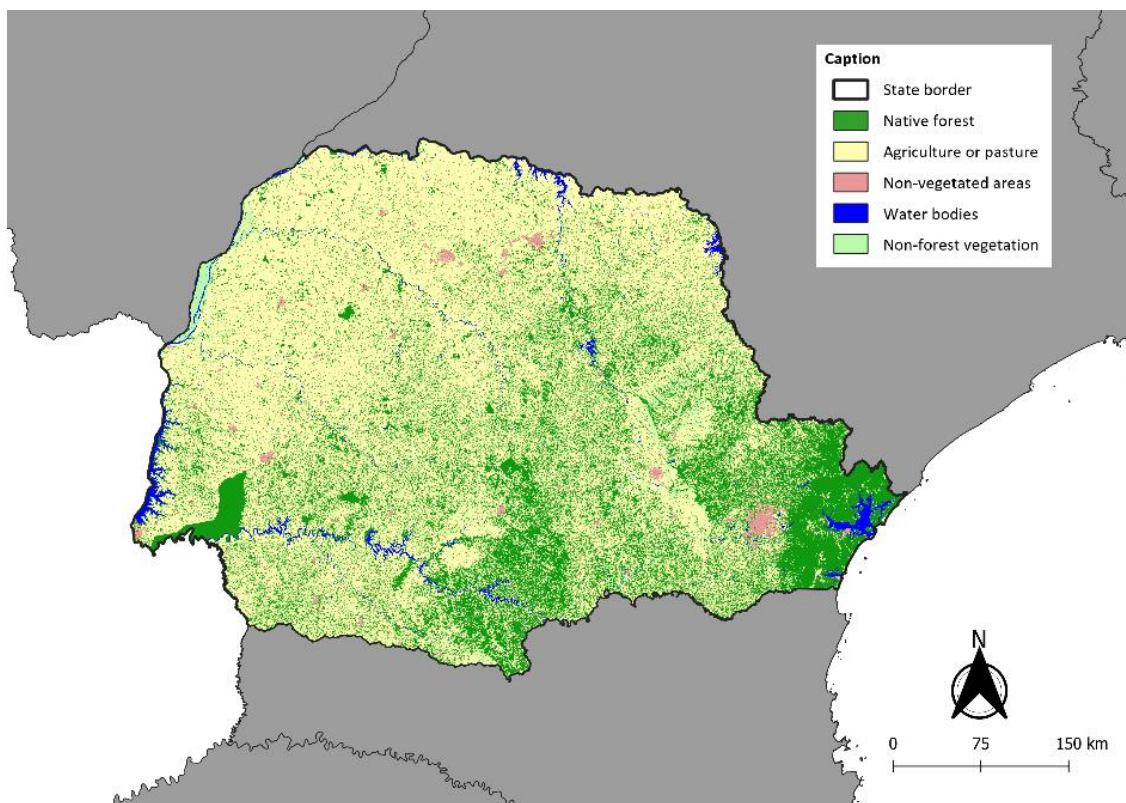 Caption
State border
Native forest
Agriculture or pasture
Non-vegetated areas
Water bodies
Non-forest vegetation
N
0 75 150 km